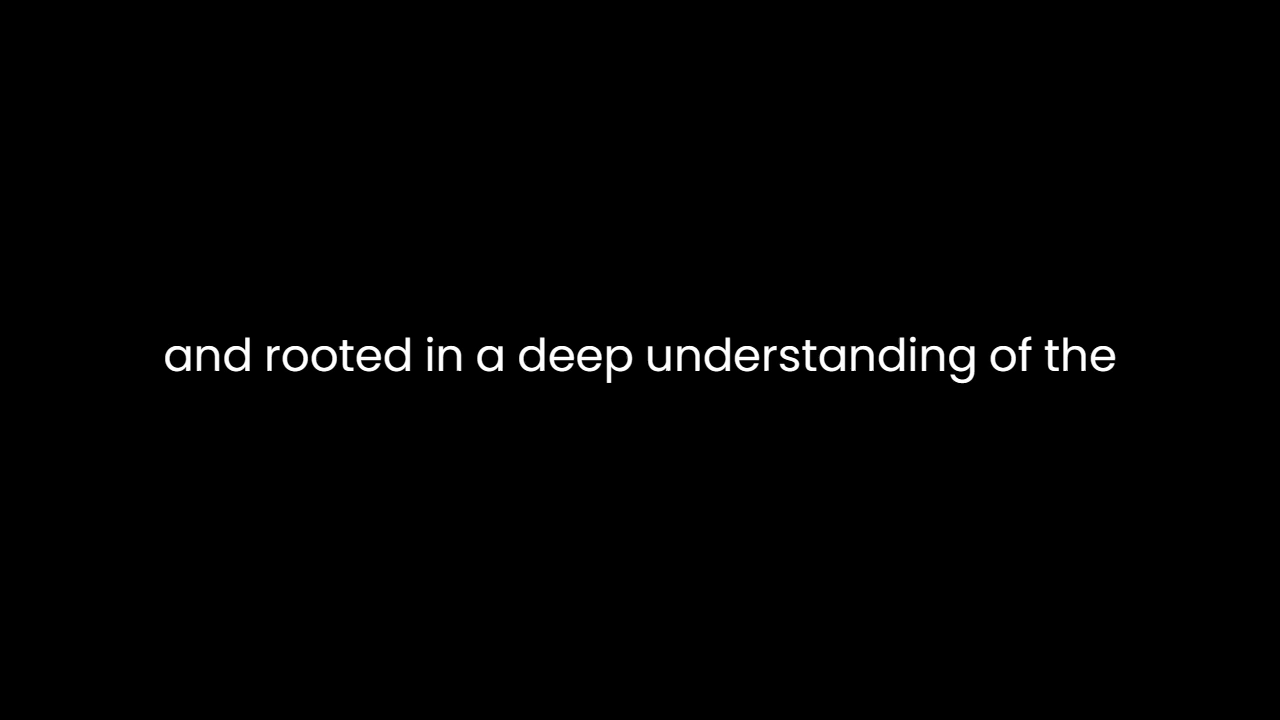 and rooted in a deep understanding of the